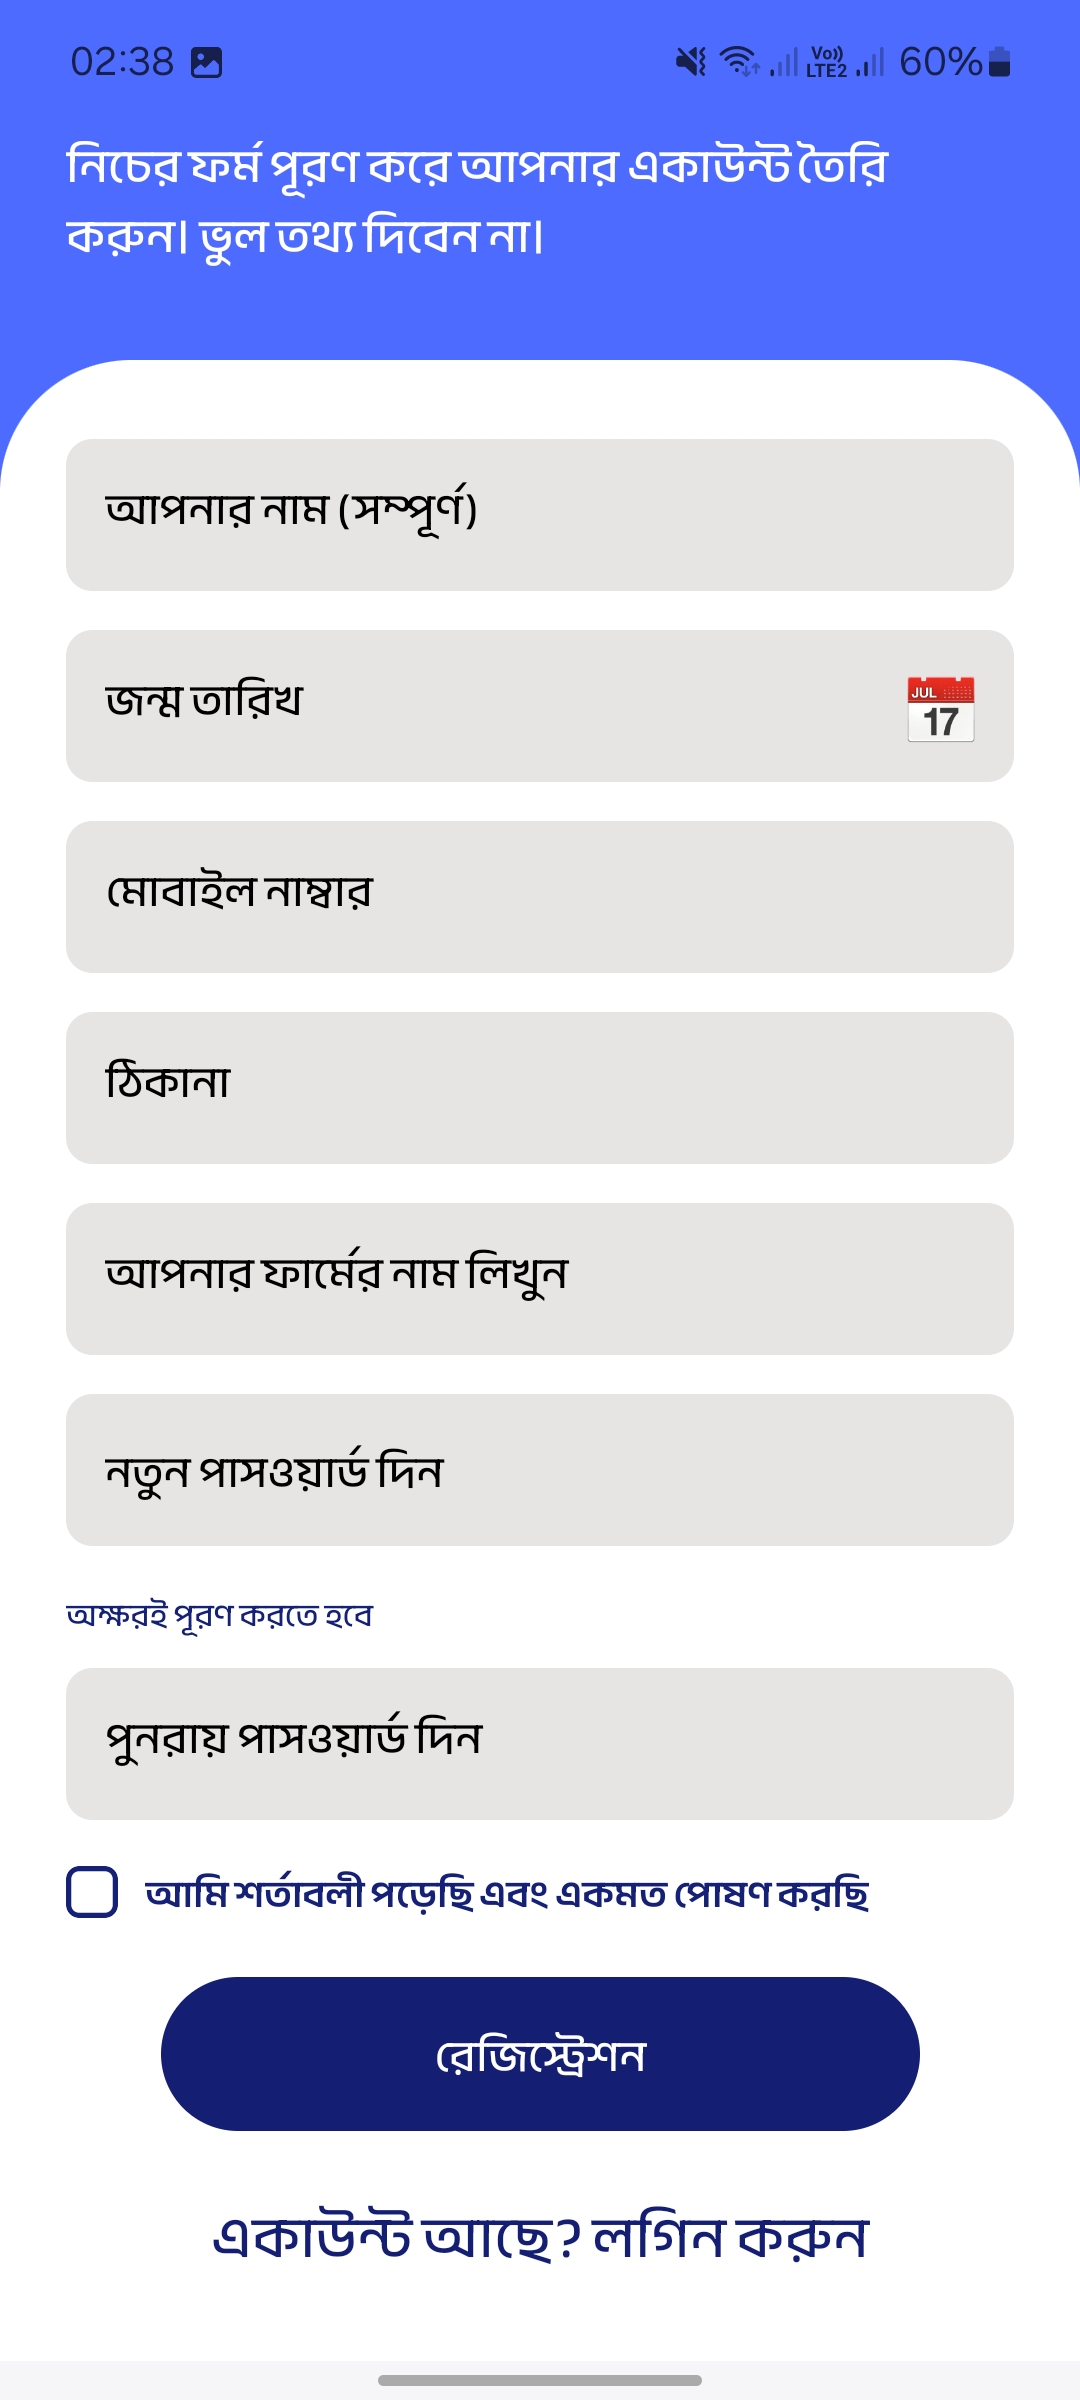 02:38
Vo)) LTE2 60%
নিচের ফর্ম পূরণ করে আপনার একাউন্ট তৈরি
করুন। ভুল তথ্য দিবেন না।
আপনার নাম (সম্পূর্ণ)
জন্ম তারিখ
JUL
17
মোবাইল নাম্বার
ঠিকানা
আপনার ফার্মের নাম লিখুন
নতুন পাসওয়ার্ড দিন
অক্ষরই পূরণ করতে হবে
পুনরায় পাসওয়ার্ড দিন
আমি শর্তাবলী পড়েছি এবং একমত পোষণ করছি
রেজিস্ট্রেশন
একাউন্ট আছে? লগিন করুন